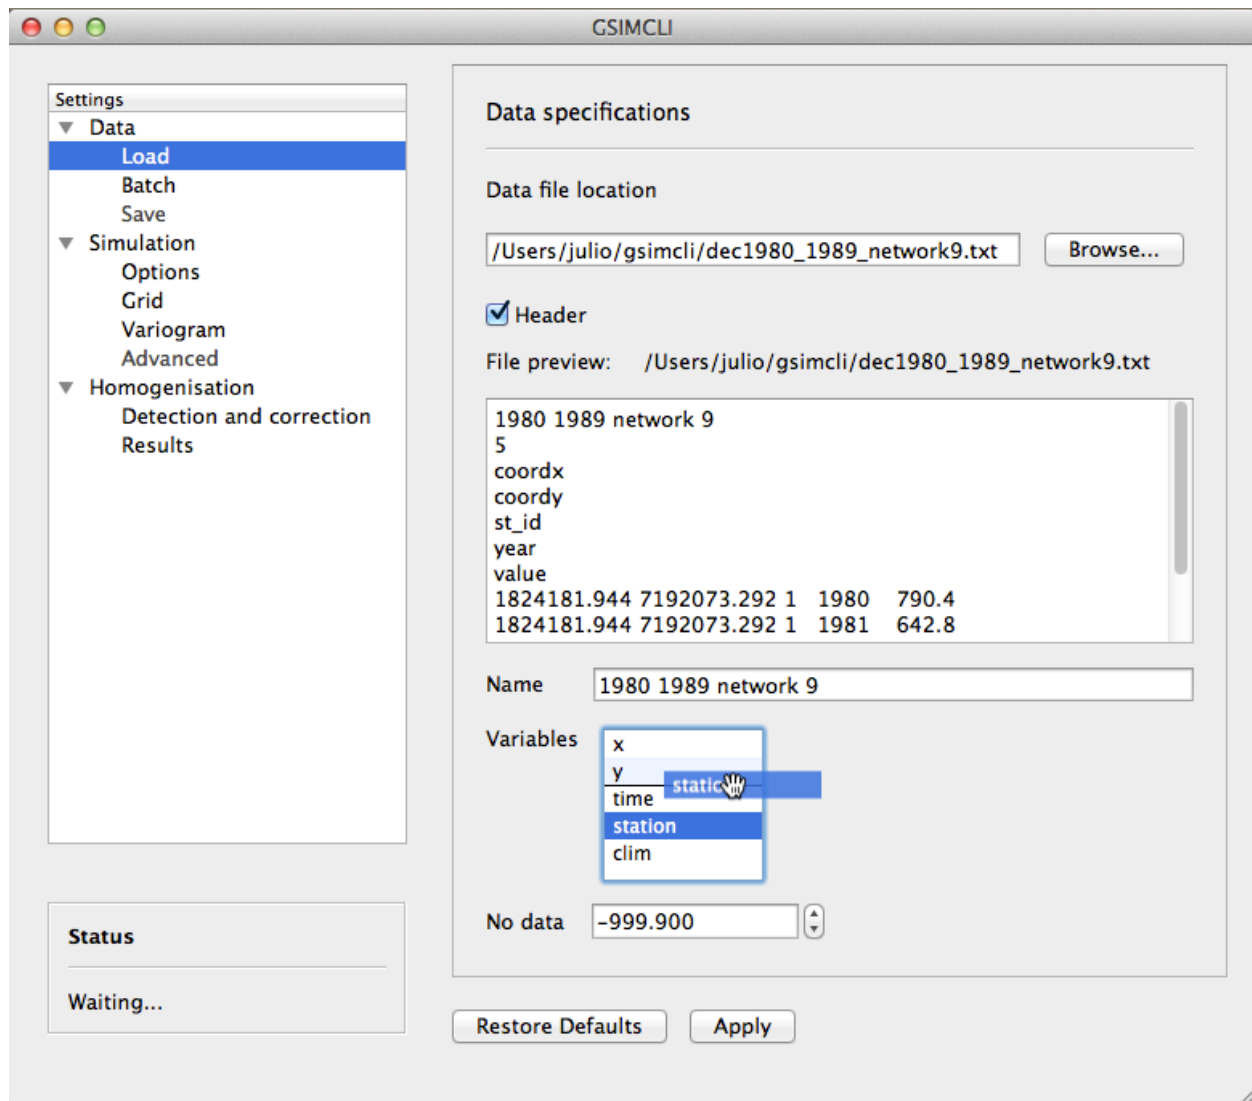 GSIMCLI
Settings
Data
Load
Batch
Save
Simulation
Options
Grid
Variogram
Advanced
Homogenisation
Detection and correction
Results
Status
Waiting...
Data specifications
Data file location
/Users/julio/gsimcli/dec1980_1989_network9.txt Browse...
Header
File preview: /Users/julio/gsimcli/dec1980_1989_network9.txt
1980 1989 network 9
5
coordx
coordy
st_id
year
value
1824181.944 7192073.292 1 1980 790.4
1824181.944 7192073.292 1 1981 642.8
Name 1980 1989 network 9
Variables x
y
time
station
clim
No data -999.900
Restore Defaults Apply